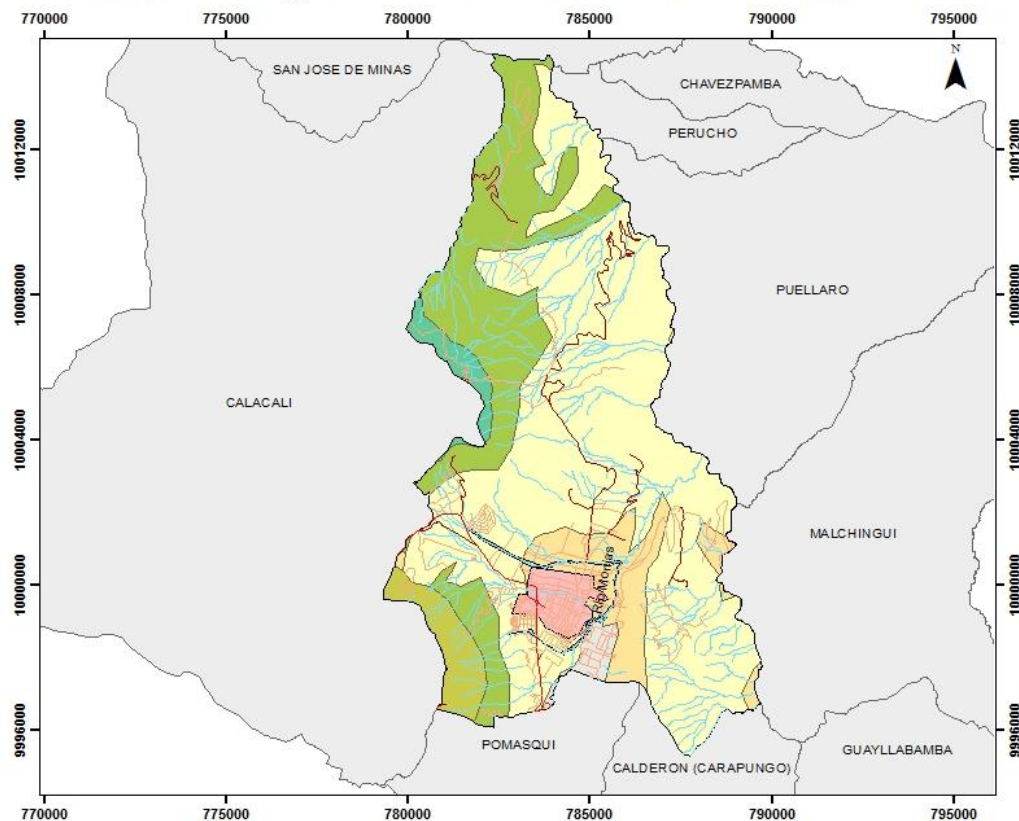 770000 775000 780000 785000 790000 795000
N
SAN JOSE DE MINAS
CHAVEZPAMBA
PERUCHO
10012000 10012000
PUELLARO
10008000 10008000
CALACALI
10004000 10004000
MALCHINGUI
Rio Monjas
10000000 10000000
POMASQUI
GUAYLLABAMBA
CALDERON (CARAPUNGO)
9996000 9996000
770000 775000 780000 785000 790000 795000